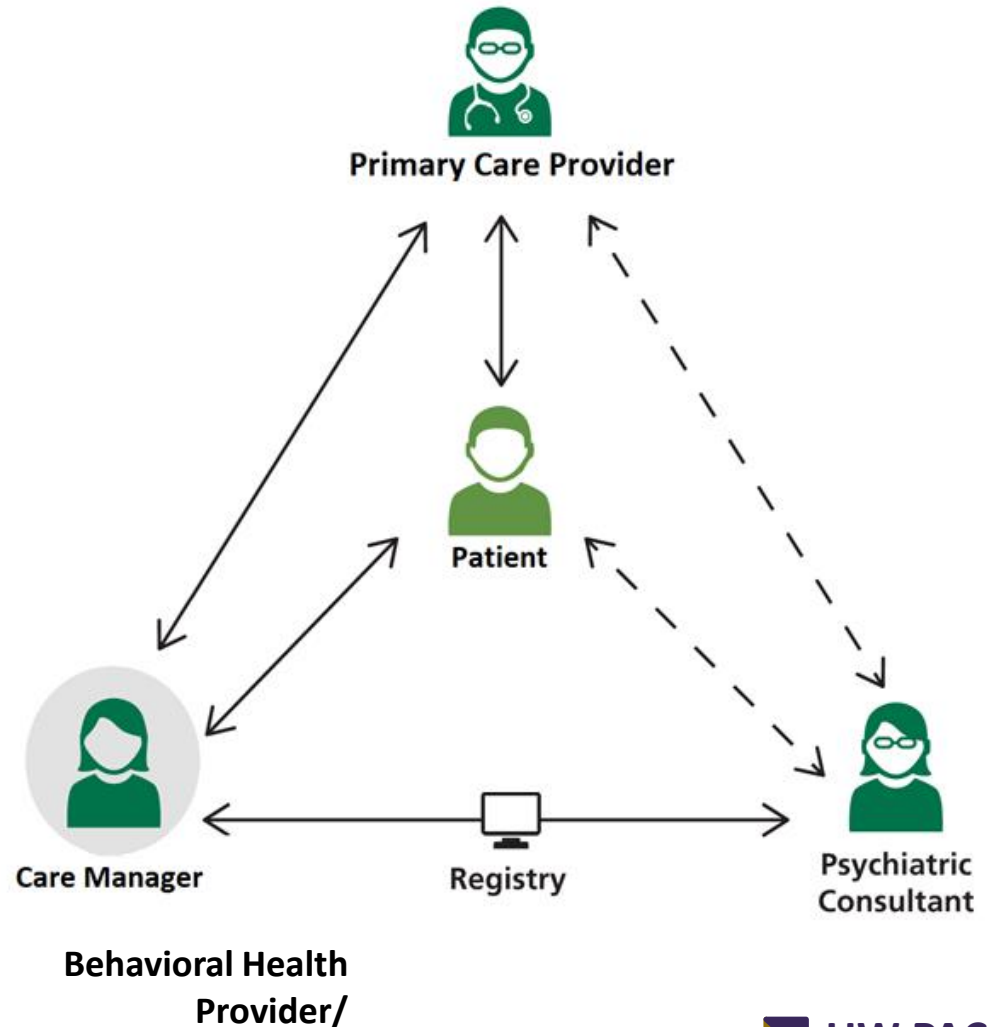 Primary Care Provider
Patient
Care Manager
Registry
Psychiatric
Consultant
Behavioral Health
Provider/